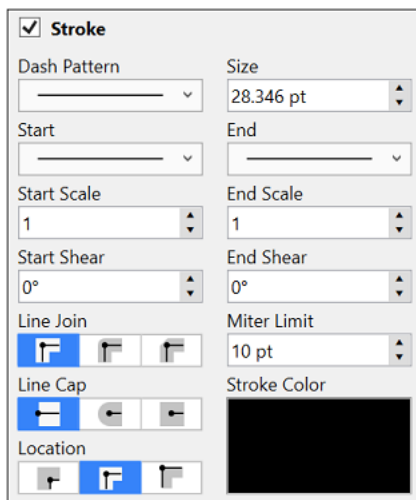 Stroke
Dash Pattern Size
28.346 pt
Start End
Start Scale End Scale
1 1
Start Shear End Shear
0° 0°
Line Join Miter Limit
10 pt
Line Cap Stroke Color
Location